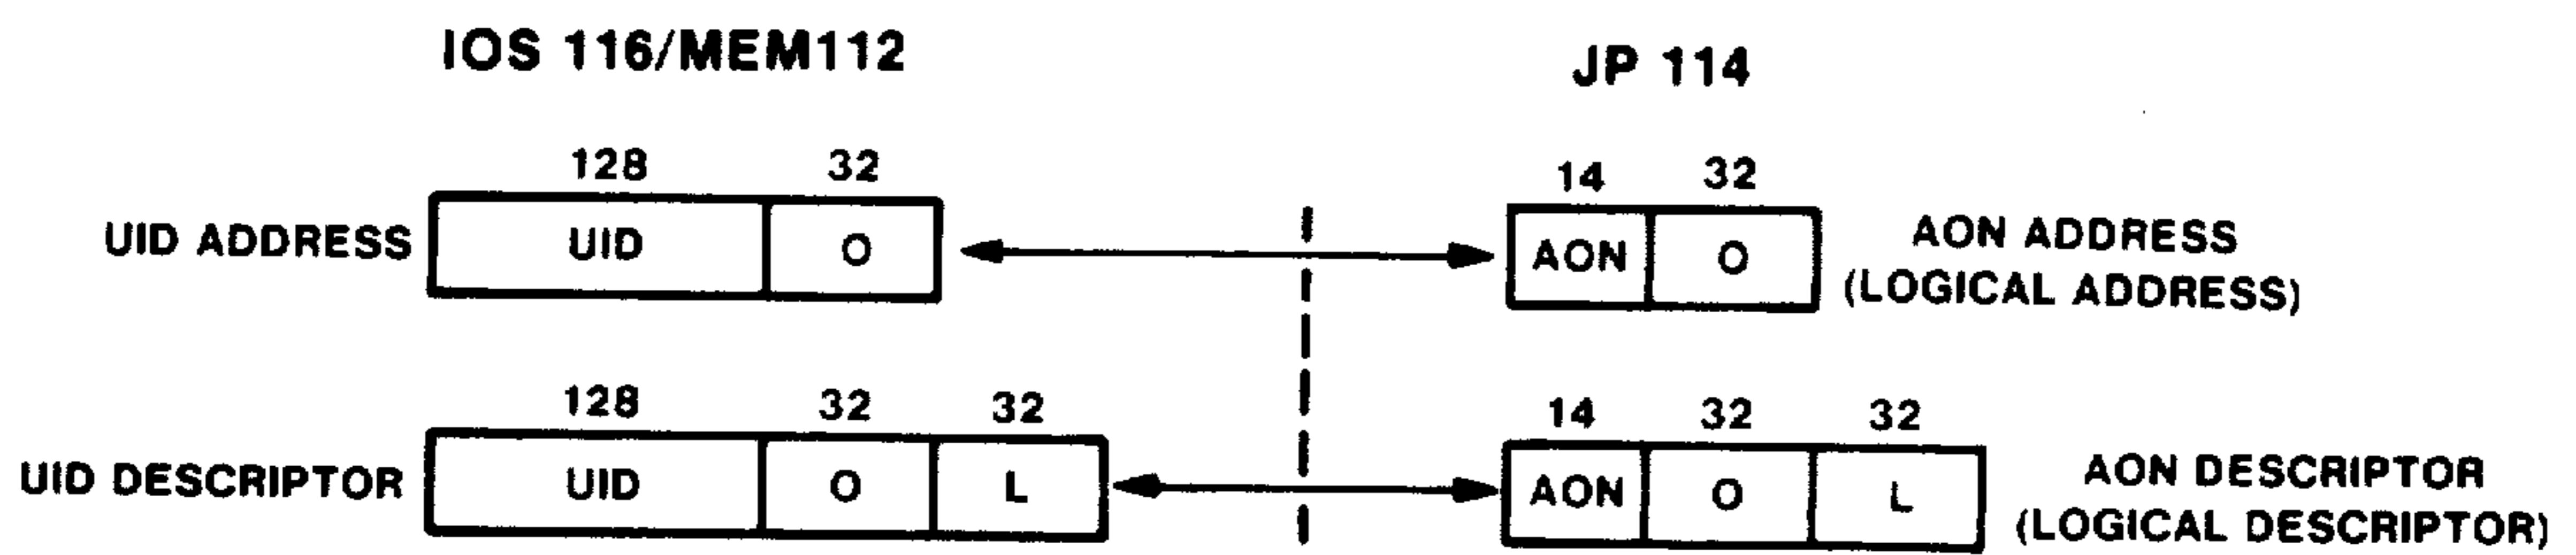 IOS 116/MEM112
JP 114
128 32
14 32
UID ADDRESS UID O
AON O AON ADDRESS
(LOGICAL ADDRESS)
128 32 32
14 32 32
UID DESCRIPTOR UID O L
AON O L AON DESCRIPTOR
(LOGICAL DESCRIPTOR)